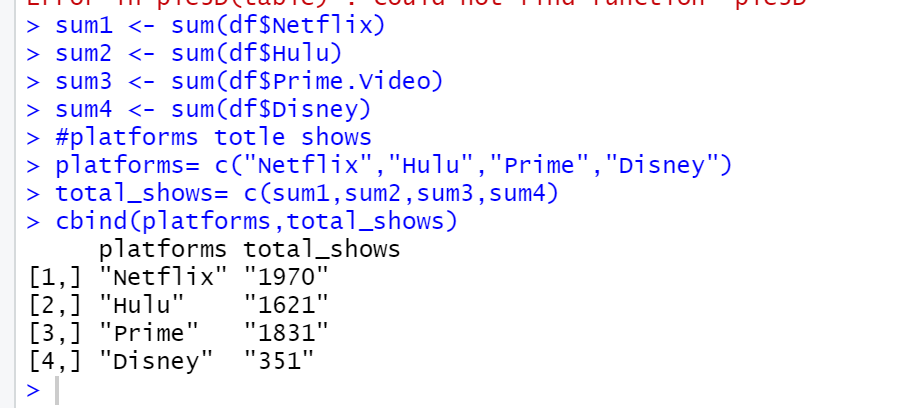 > sum1 <- sum(df$Netflix)
> sum2 <- sum(df$Hulu)
> sum3 <- sum(df$Prime.Video)
> sum4 <- sum(df$Disney)
> #platforms totle shows
> platforms= c("Netflix","Hulu","Prime","Disney")
> total_shows= c(sum1,sum2,sum3,sum4)
> cbind(platforms,total_shows)
     platforms total_shows
[1,] "Netflix" "1970"
[2,] "Hulu"    "1621"
[3,] "Prime"   "1831"
[4,] "Disney"  "351"
>